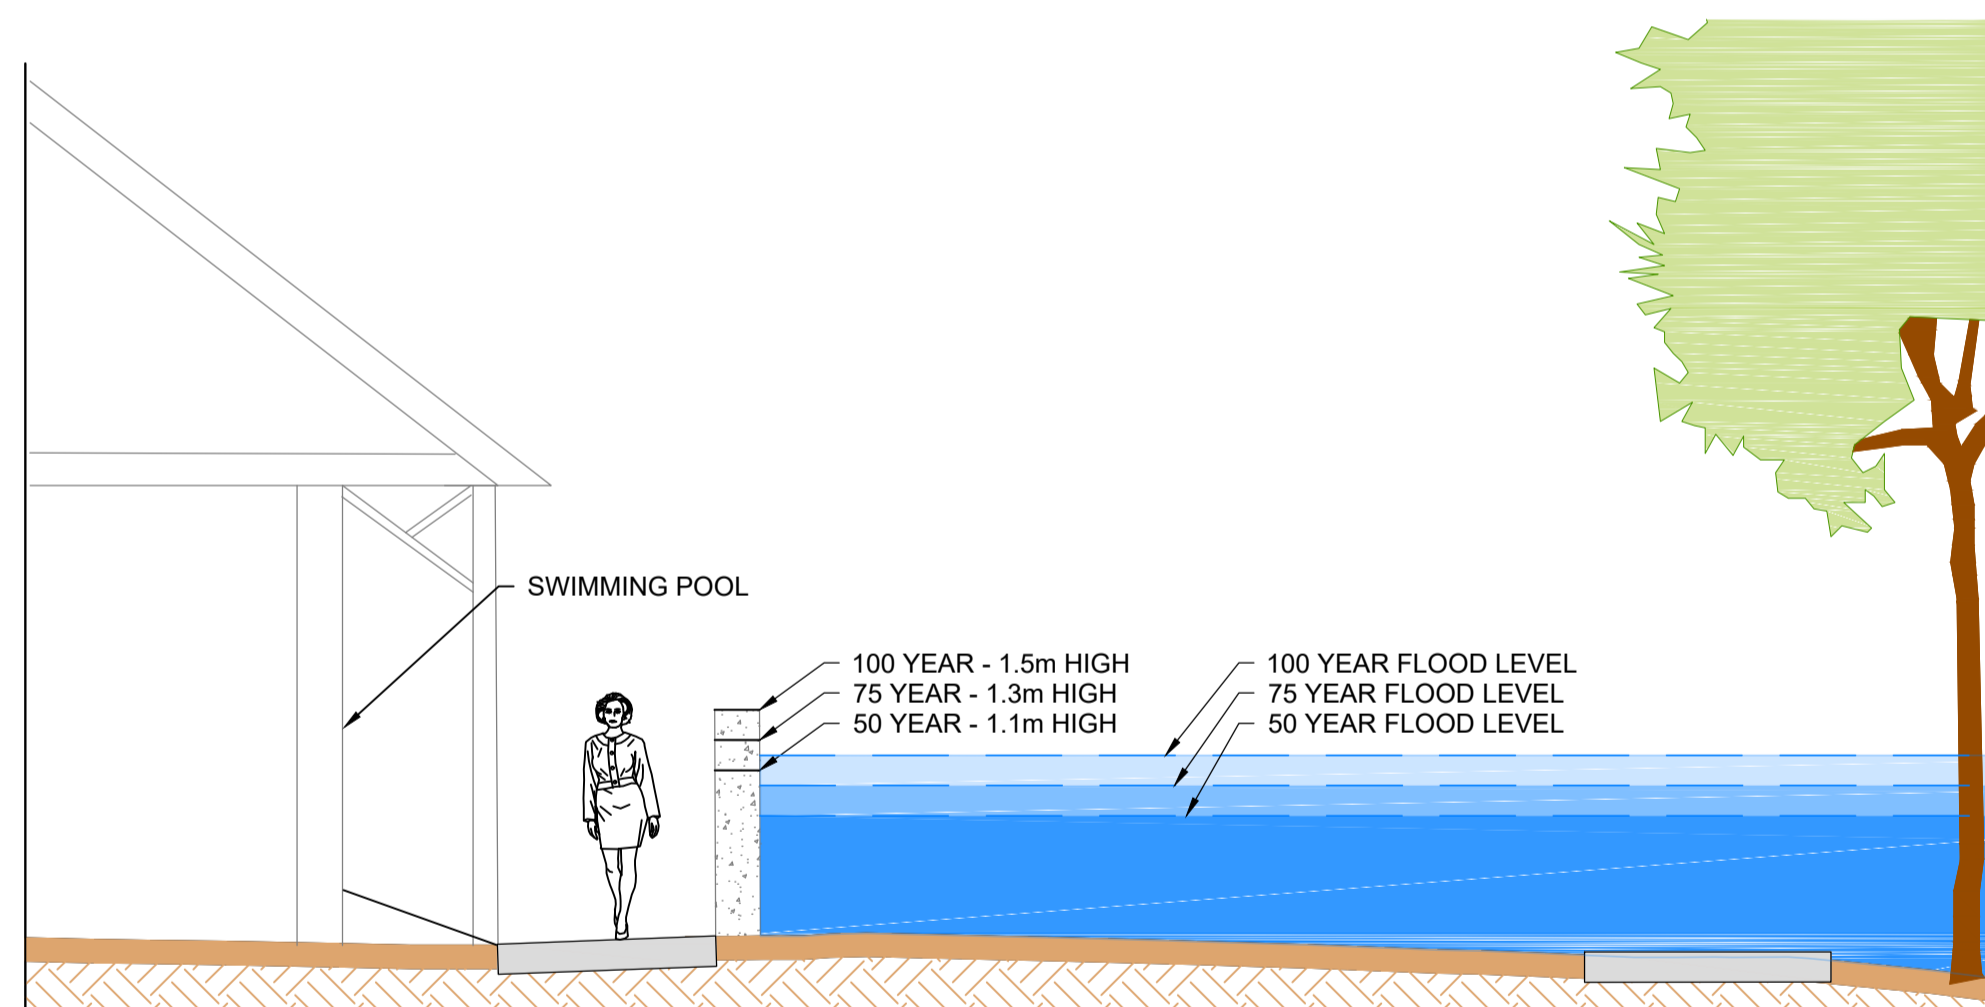 SWIMMING POOL
100 YEAR - 1.5m HIGH
75 YEAR - 1.3m HIGH
50 YEAR - 1.1m HIGH
100 YEAR FLOOD LEVEL
75 YEAR FLOOD LEVEL
50 YEAR FLOOD LEVEL